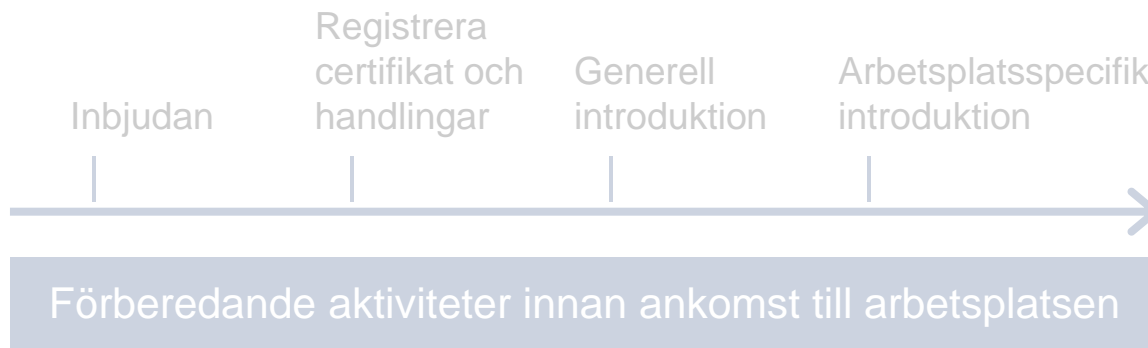 Inbjudan
Registrera
certifikat och
handlingar
Generell
introduktion
Arbetsplatsspecifik
introduktion
Förberedande aktiviteter innan ankomst till arbetsplatsen